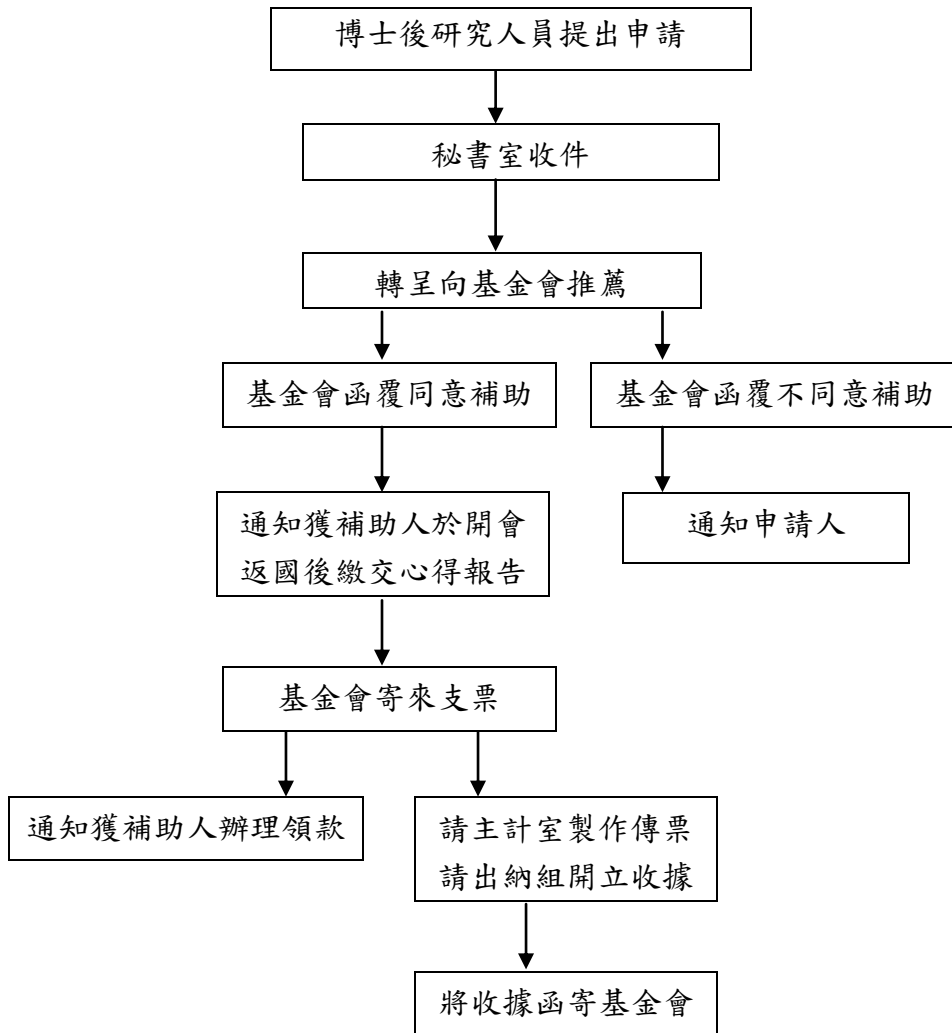 博士後研究人員提出申請
秘書室收件
轉呈向基金會推薦
基金會函覆同意補助
基金會函覆不同意補助
通知獲補助人於開會
返國後繳交心得報告
通知申請人
基金會寄來支票
通知獲補助人辦理領款
請主計室製作傳票
請出納組開立收據
將收據函寄基金會